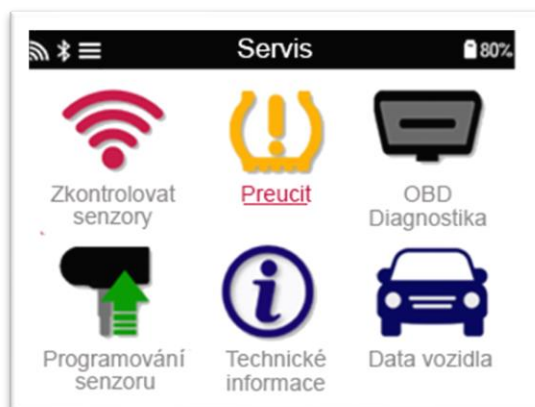 Servis
80%
Zkontrolovat
senzory
Preucit
OBD
Diagnostika
Programování
senzoru
Technické
informace
Data vozidla